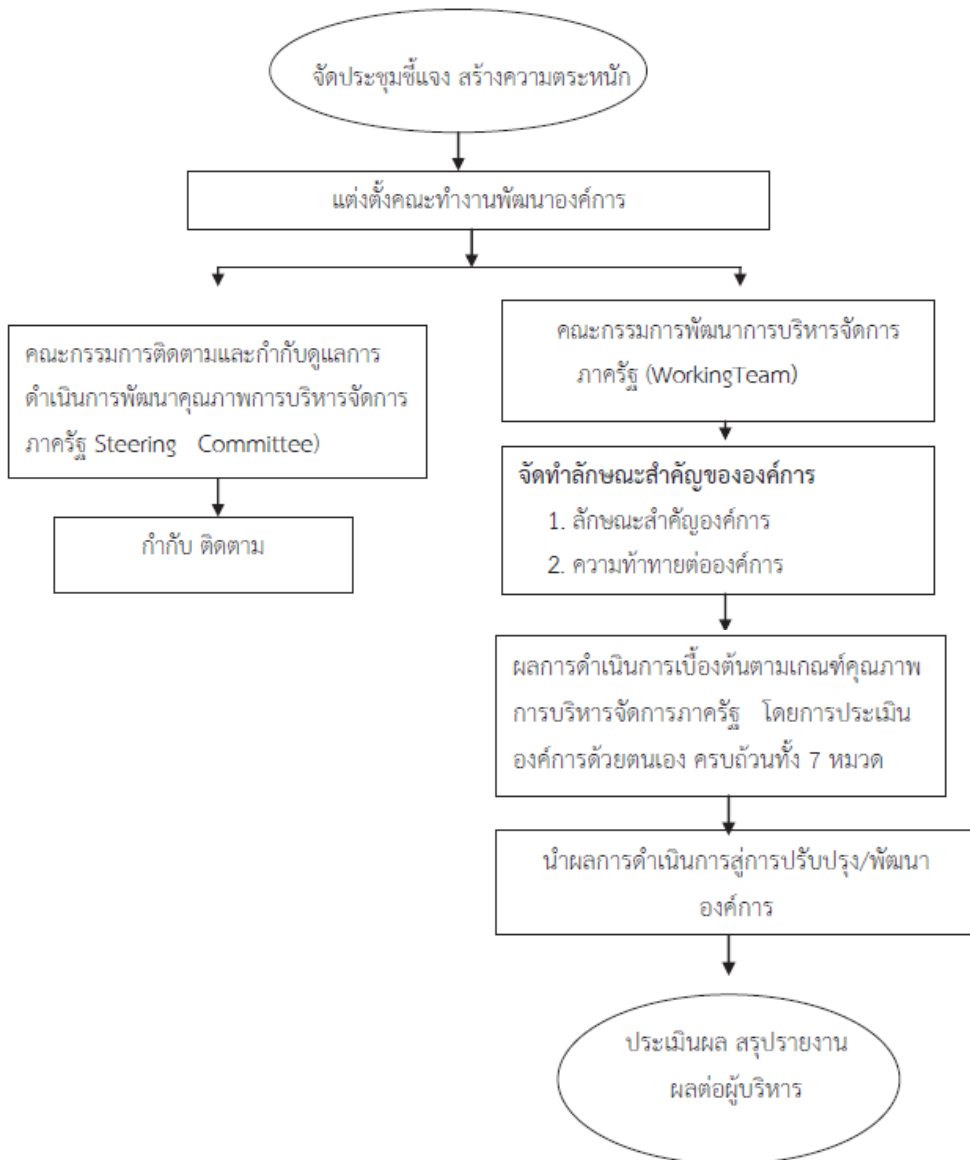 จัดประชุมชี้แจง สร้างความตระหนัก
แต่งตั้งคณะทำงานพัฒนาองค์การ
คณะกรรมการติดตามและกำกับดูแลการ
ดำเนินการพัฒนาคุณภาพการบริหารจัดการ
ภาครัฐ Steering Committee)
กำกับ ติดตาม
คณะกรรมการพัฒนาการบริหารจัดการ
ภาครัฐ (WorkingTeam)
จัดทำลักษณะสำคัญขององค์การ
1. ลักษณะสำคัญองค์การ
2. ความท้าทายต่อองค์การ
ผลการดำเนินการเบื้องต้นตามเกณฑ์คุณภาพ
การบริหารจัดการภาครัฐ โดยการประเมิน
องค์การด้วยตนเอง ครบถ้วนทั้ง 7 หมวด
นำผลการดำเนินการสู่การปรับปรุง/พัฒนา
องค์การ
ประเมินผล สรุปรายงาน
ผลต่อผู้บริหาร